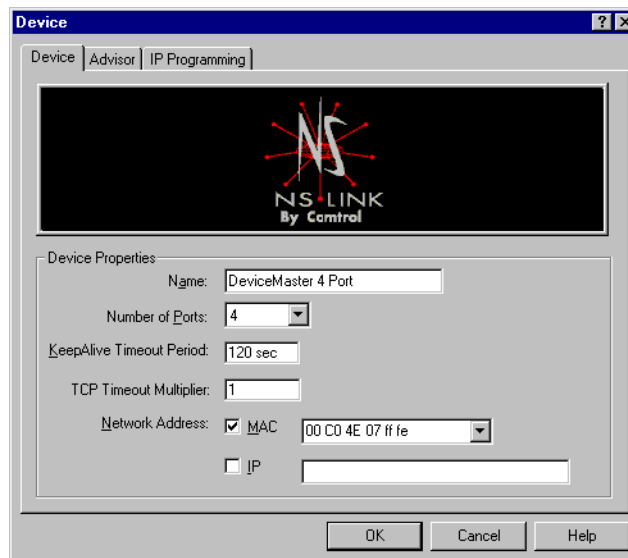 Device
Device Advisor IP Programming
NS
NS LINK
By Comtrol
Device Properties
Name: DeviceMaster 4 Port
Number of Ports: 4
KeepAlive Timeout Period: 120 sec
TCP Timeout Multiplier: 1
Network Address: MAC 00 C0 4E 07 ff fe
IP
OK Cancel Help